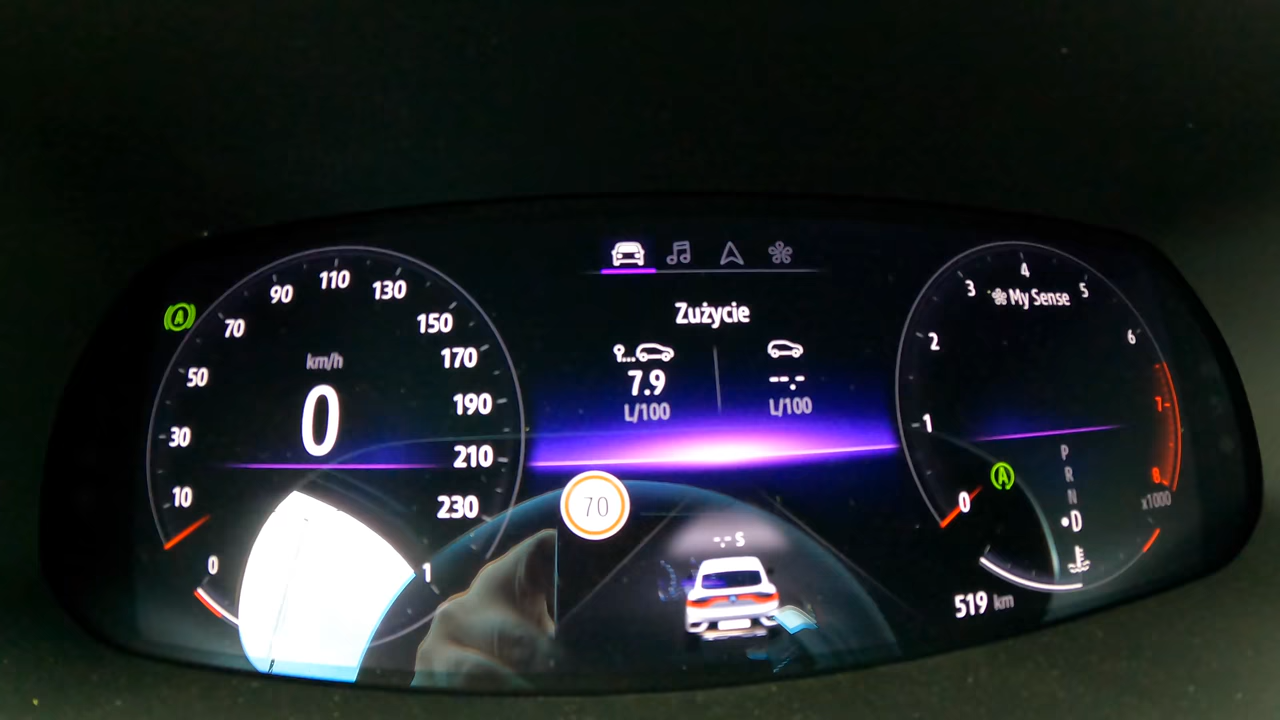 Zużycie
7.9
L/100
--.-
L/100
km/h
0
0
10
30
50
70
90
110
130
150
170
190
210
230
A
0
1
70
-.- S
My Sense
0
1
2
3
4
5
6
7
8
x1000
A
P
R
N
•D
519 km